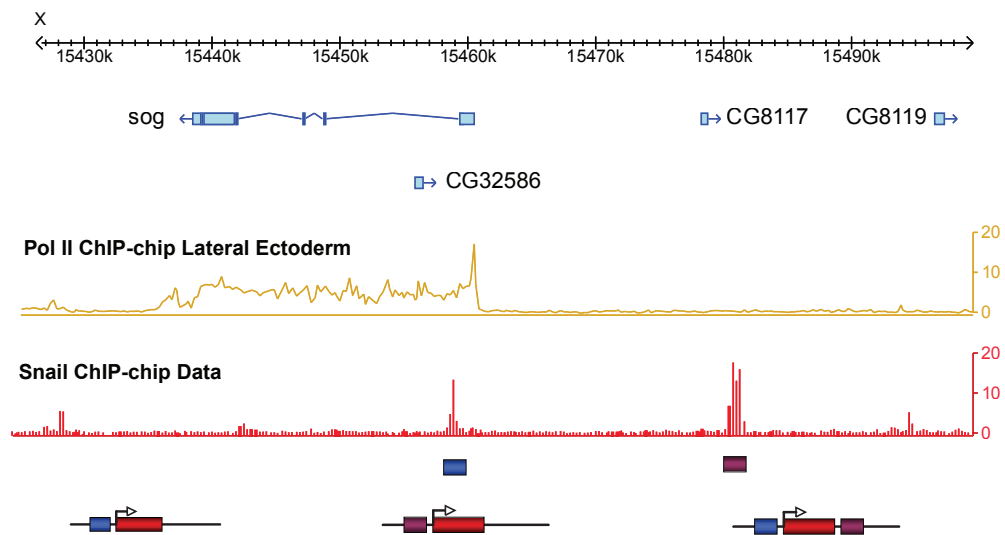 X
15430k 15440k 15450k 15460k 15470k 15480k 15490k
sog CG8117 CG8119
CG32586
Pol II ChIP-chip Lateral Ectoderm
20
10
0
Snail ChIP-chip Data
20
10
0